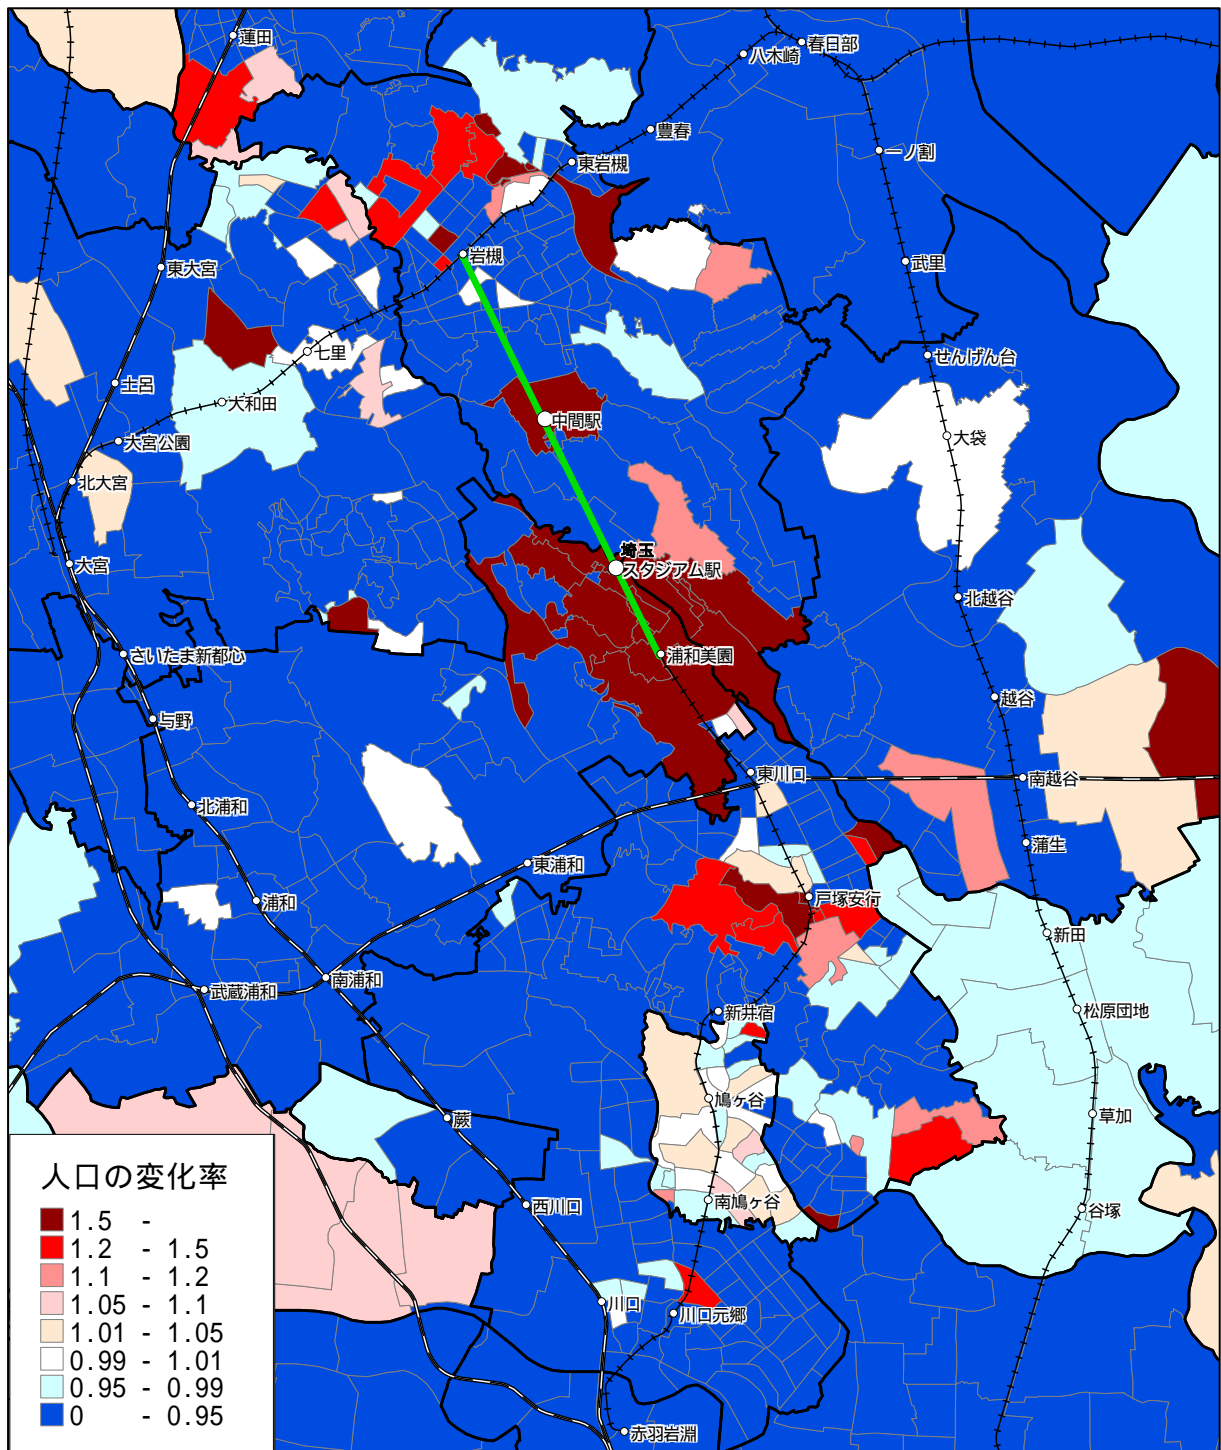 蓮田
春日部
八木崎
豊春
一ノ割
東岩槻
岩槻
武里
東大宮
せんげん台
七里
土呂
大和田
中間駅
大宮公園
大袋
北大宮
埼玉
スタジアム駅
大宮
北越谷
さいたま新都心
浦和美園
越谷
与野
東川口
南越谷
北浦和
蒲生
東浦和
浦和
戸塚安行
新田
南浦和
武蔵浦和
新井宿
松原団地
鳩ヶ谷
蕨
草加
西川口
南鳩ヶ谷
谷塚
川口
川口元郷
赤羽岩淵
人口の変化率
1.5 -
1.2 - 1.5
1.1 - 1.2
1.05 - 1.1
1.01 - 1.05
0.99 - 1.01
0.95 - 0.99
0 - 0.95